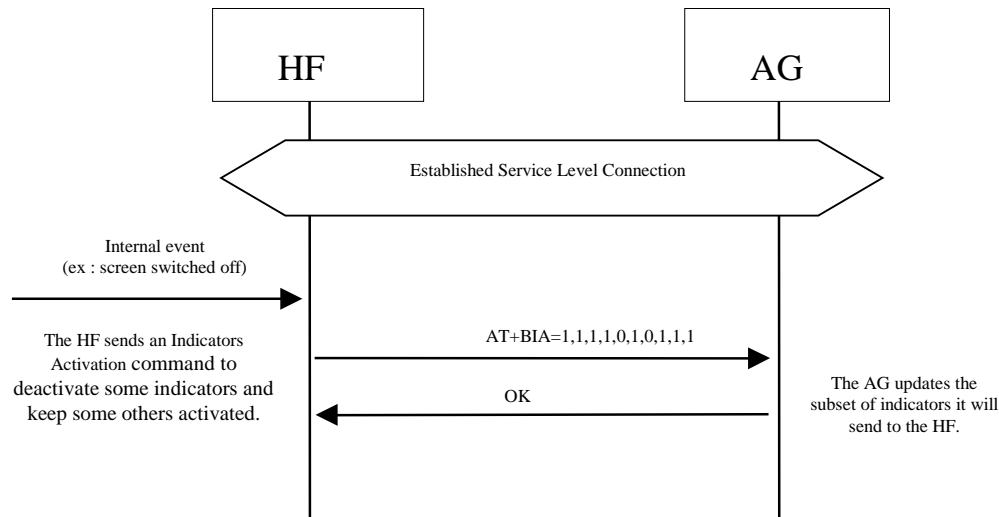 HF
AG
Established Service Level Connection
Internal event
(ex : screen switched off)
The HF sends an Indicators
Activation command to
deactivate some indicators and
keep some others activated.
AT+BIA=1,1,1,1,0,1,0,1,1,1
OK
The AG updates the
subset of indicators it will
send to the HF.